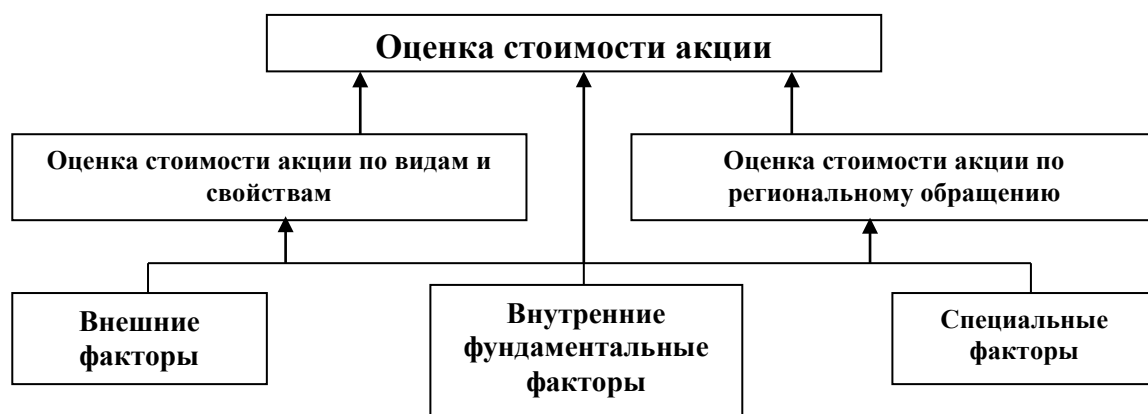 Оценка стоимости акции
Оценка стоимости акции по видам и
свойствам
Оценка стоимости акции по
региональному обращению
Внешние
факторы
Внутренние
фундаментальные
факторы
Специальные
факторы